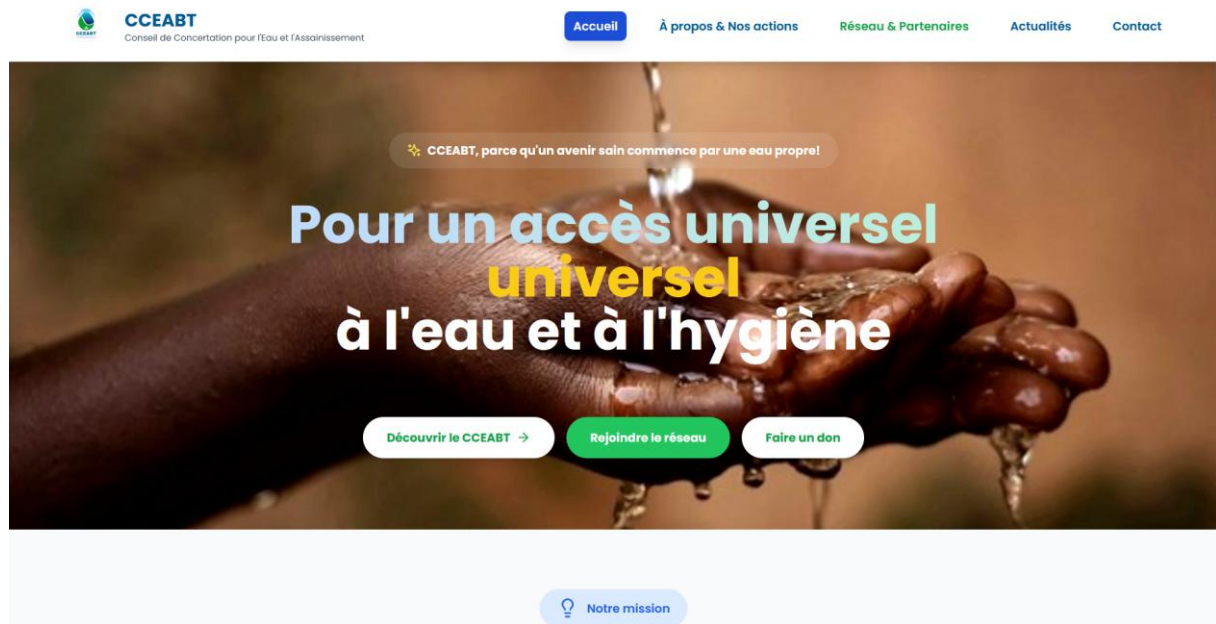 CCEABT
CCEABT
Conseil de Concertation pour l'Eau et l'Assainissement
Accueil
À propos & Nos actions
Réseau & Partenaires
Actualités
Contact
CCEABT, parce qu'un avenir sain commence par une eau propre!
Pour un accès universel
universel
à l'eau et à l'hygiène
Découvrir le CCEABT →
Rejoindre le réseau
Faire un don
Notre mission